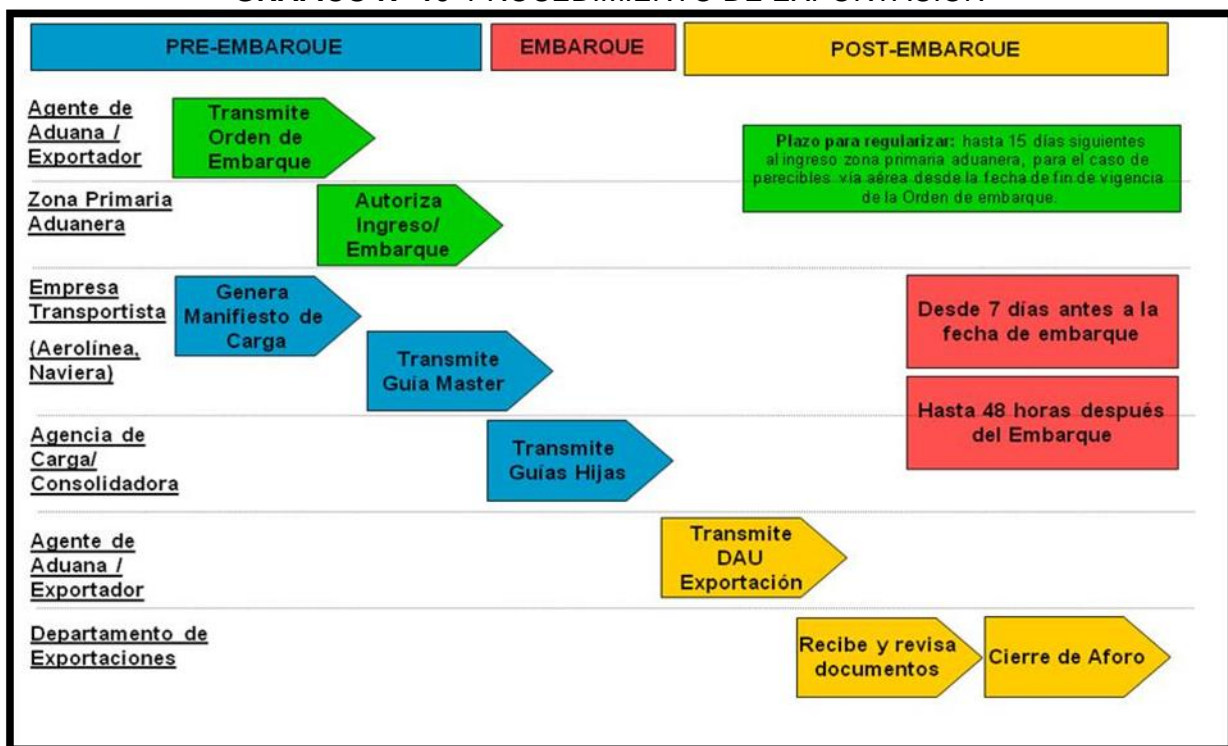 PRE-EMBARQUE
EMBARQUE
POST-EMBARQUE
Agente de
Aduana /
Exportador
Transmite
Orden de
Embarque
Plazo para regularizar: hasta 15 días siguientes
al ingreso zona primaria aduanera, para el caso de
perecibles vía aérea desde la fecha de fin de vigencia
de la Orden de embarque.
Zona Primaria
Aduanera
Autoriza
Ingreso/
Embarque
Empresa
Transportista
(Aerolínea,
Naviera)
Genera
Manifiesto de
Carga
Transmite
Guía Master
Desde 7 días antes a la
fecha de embarque
Hasta 48 horas después
del Embarque
Agencia de
Carga/
Consolidadora
Transmite
Guías Hijas
Agente de
Aduana /
Exportador
Transmite
DAU
Exportación
Departamento de
Exportaciones
Recibe y revisa
documentos
Cierre de Aforo